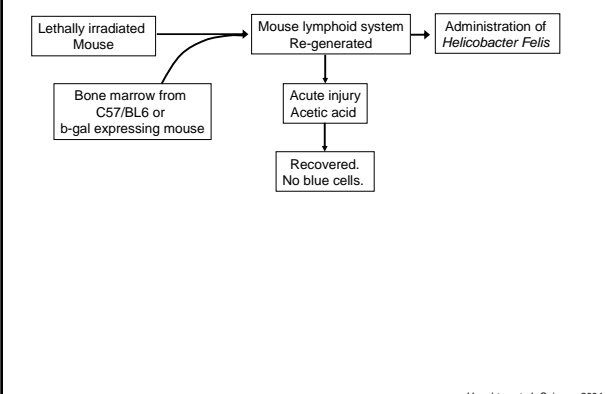 Lethally irradiated
Mouse
Mouse lymphoid system
Re-generated
Administration of
Helicobacter Felis
Bone marrow from
C57/BL6 or
b-gal expressing mouse
Acute injury
Acetic acid
Recovered.
No blue cells.